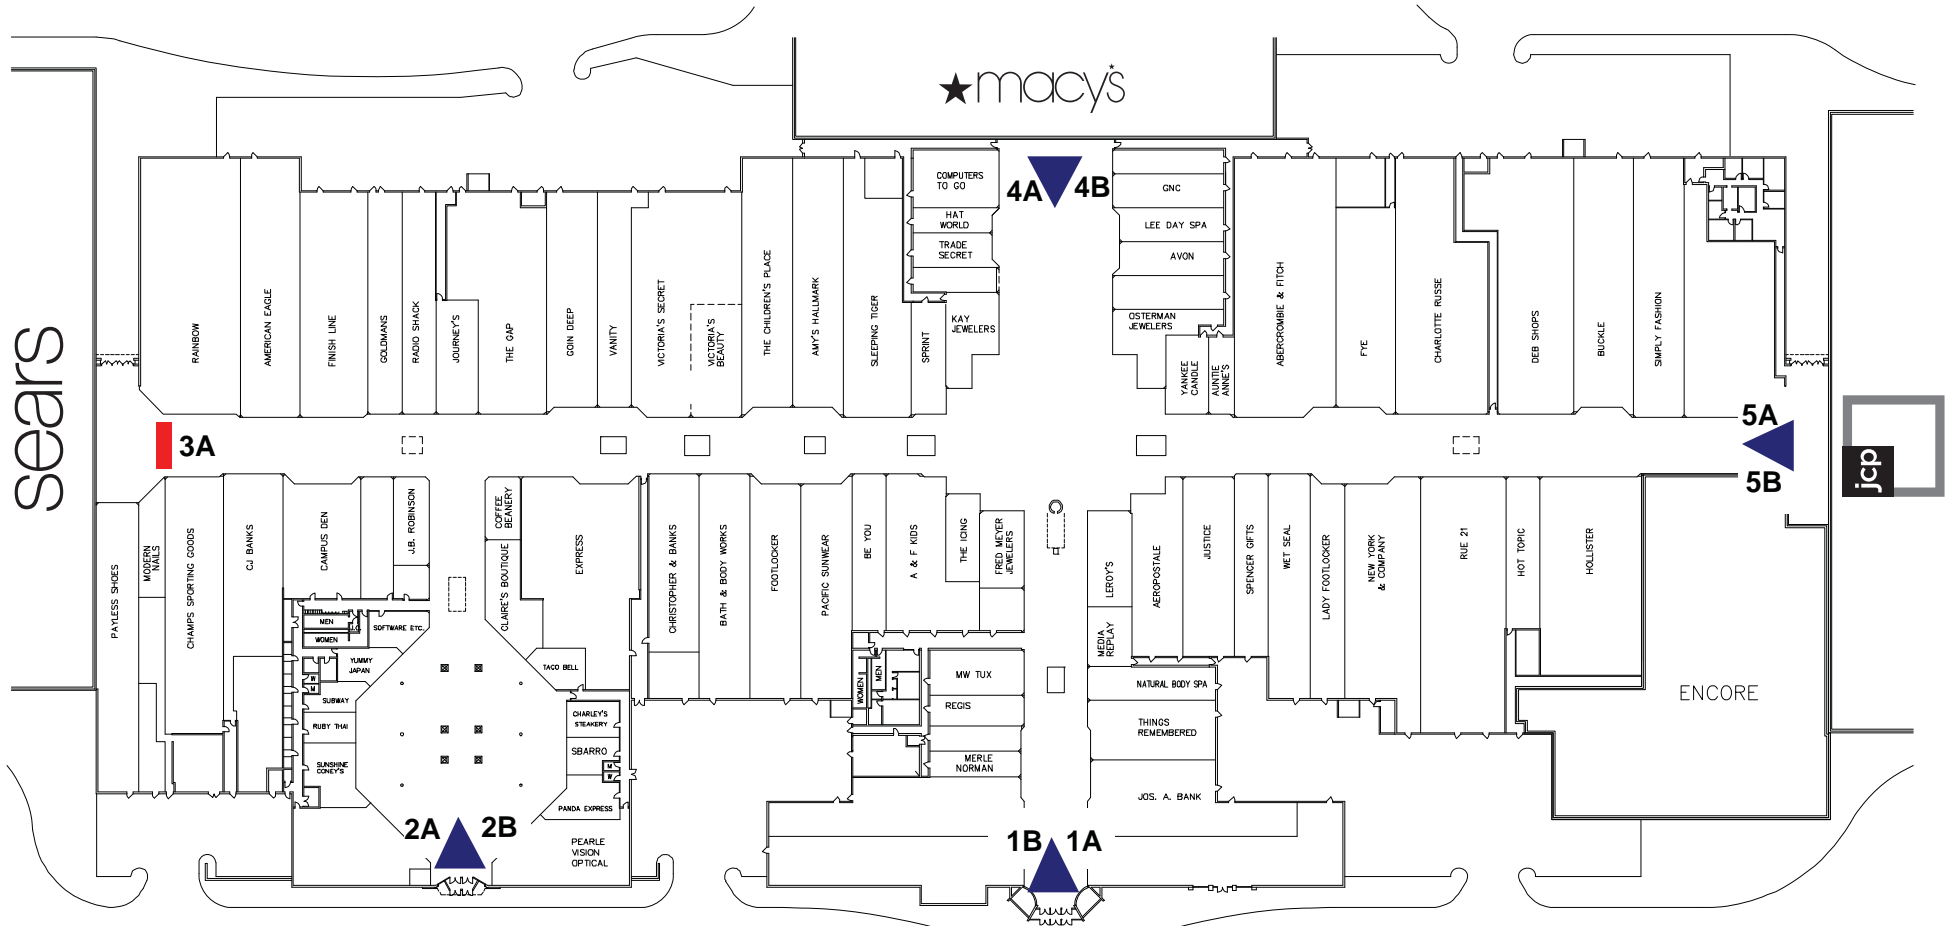 sears
macy's
jcp
COMPUTERS
TO GO
HAT
WORLD
TRADE
SECRET
KAY
JEWELERS
4A
4B
GNC
LEE DAY SPA
AVON
OSTERMAN
JEWELERS
YANKEE
CANDLE
AUNTIE
ANNE'S
RAINBOW
AMERICAN EAGLE
FINISH LINE
GOLDMANS
RADIO SHACK
JOURNEY'S
THE GAP
GOIN DEEP
VANITY
VICTORIA'S SECRET
VICTORIA'S
BEAUTY
THE CHILDREN'S PLACE
AMY'S HALLMARK
SLEEPING TIGER
SPRINT
ABERCROMBIE & FITCH
FYE
CHARLOTTE RUSSE
DEB SHOPS
BUCKLE
SIMPLY FASHION
3A
5A
5B
PAYLESS SHOES
MODERN
NAILS
CHAMPS SPORTING GOODS
CJ BANKS
CAMPUS DEN
J.B. ROBINSON
COFFEE
BEANERY
CLAIRE'S BOUTIQUE
EXPRESS
CHRISTOPHER & BANKS
BATH & BODY WORKS
FOOTLOCKER
PACIFIC SUNWEAR
BE YOU
A & F KIDS
THE ICING
FRED MEYER
JEWELERS
LEROY'S
MEDIA
REPLAY
AEROPOSTALE
JUSTICE
SPENCER GIFTS
WET SEAL
LADY FOOTLOCKER
NEW YORK
& COMPANY
RUE 21
HOT TOPIC
HOLLISTER
ENCORE
MEN
WOMEN
SOFTWARE ETC.
YUMMY
JAPAN
W
M
SUBWAY
RUBY THAI
SUNSHINE
CONEY'S
TACO BELL
CHARLEY'S
STEAKERY
SBARRO
M
W
PANDA EXPRESS
PEARLE
VISION
OPTICAL
2A
2B
WOMEN
MEN
MW TUX
REGIS
MERLE
NORMAN
NATURAL BODY SPA
THINGS
REMEMBERED
JOS. A. BANK
1B
1A